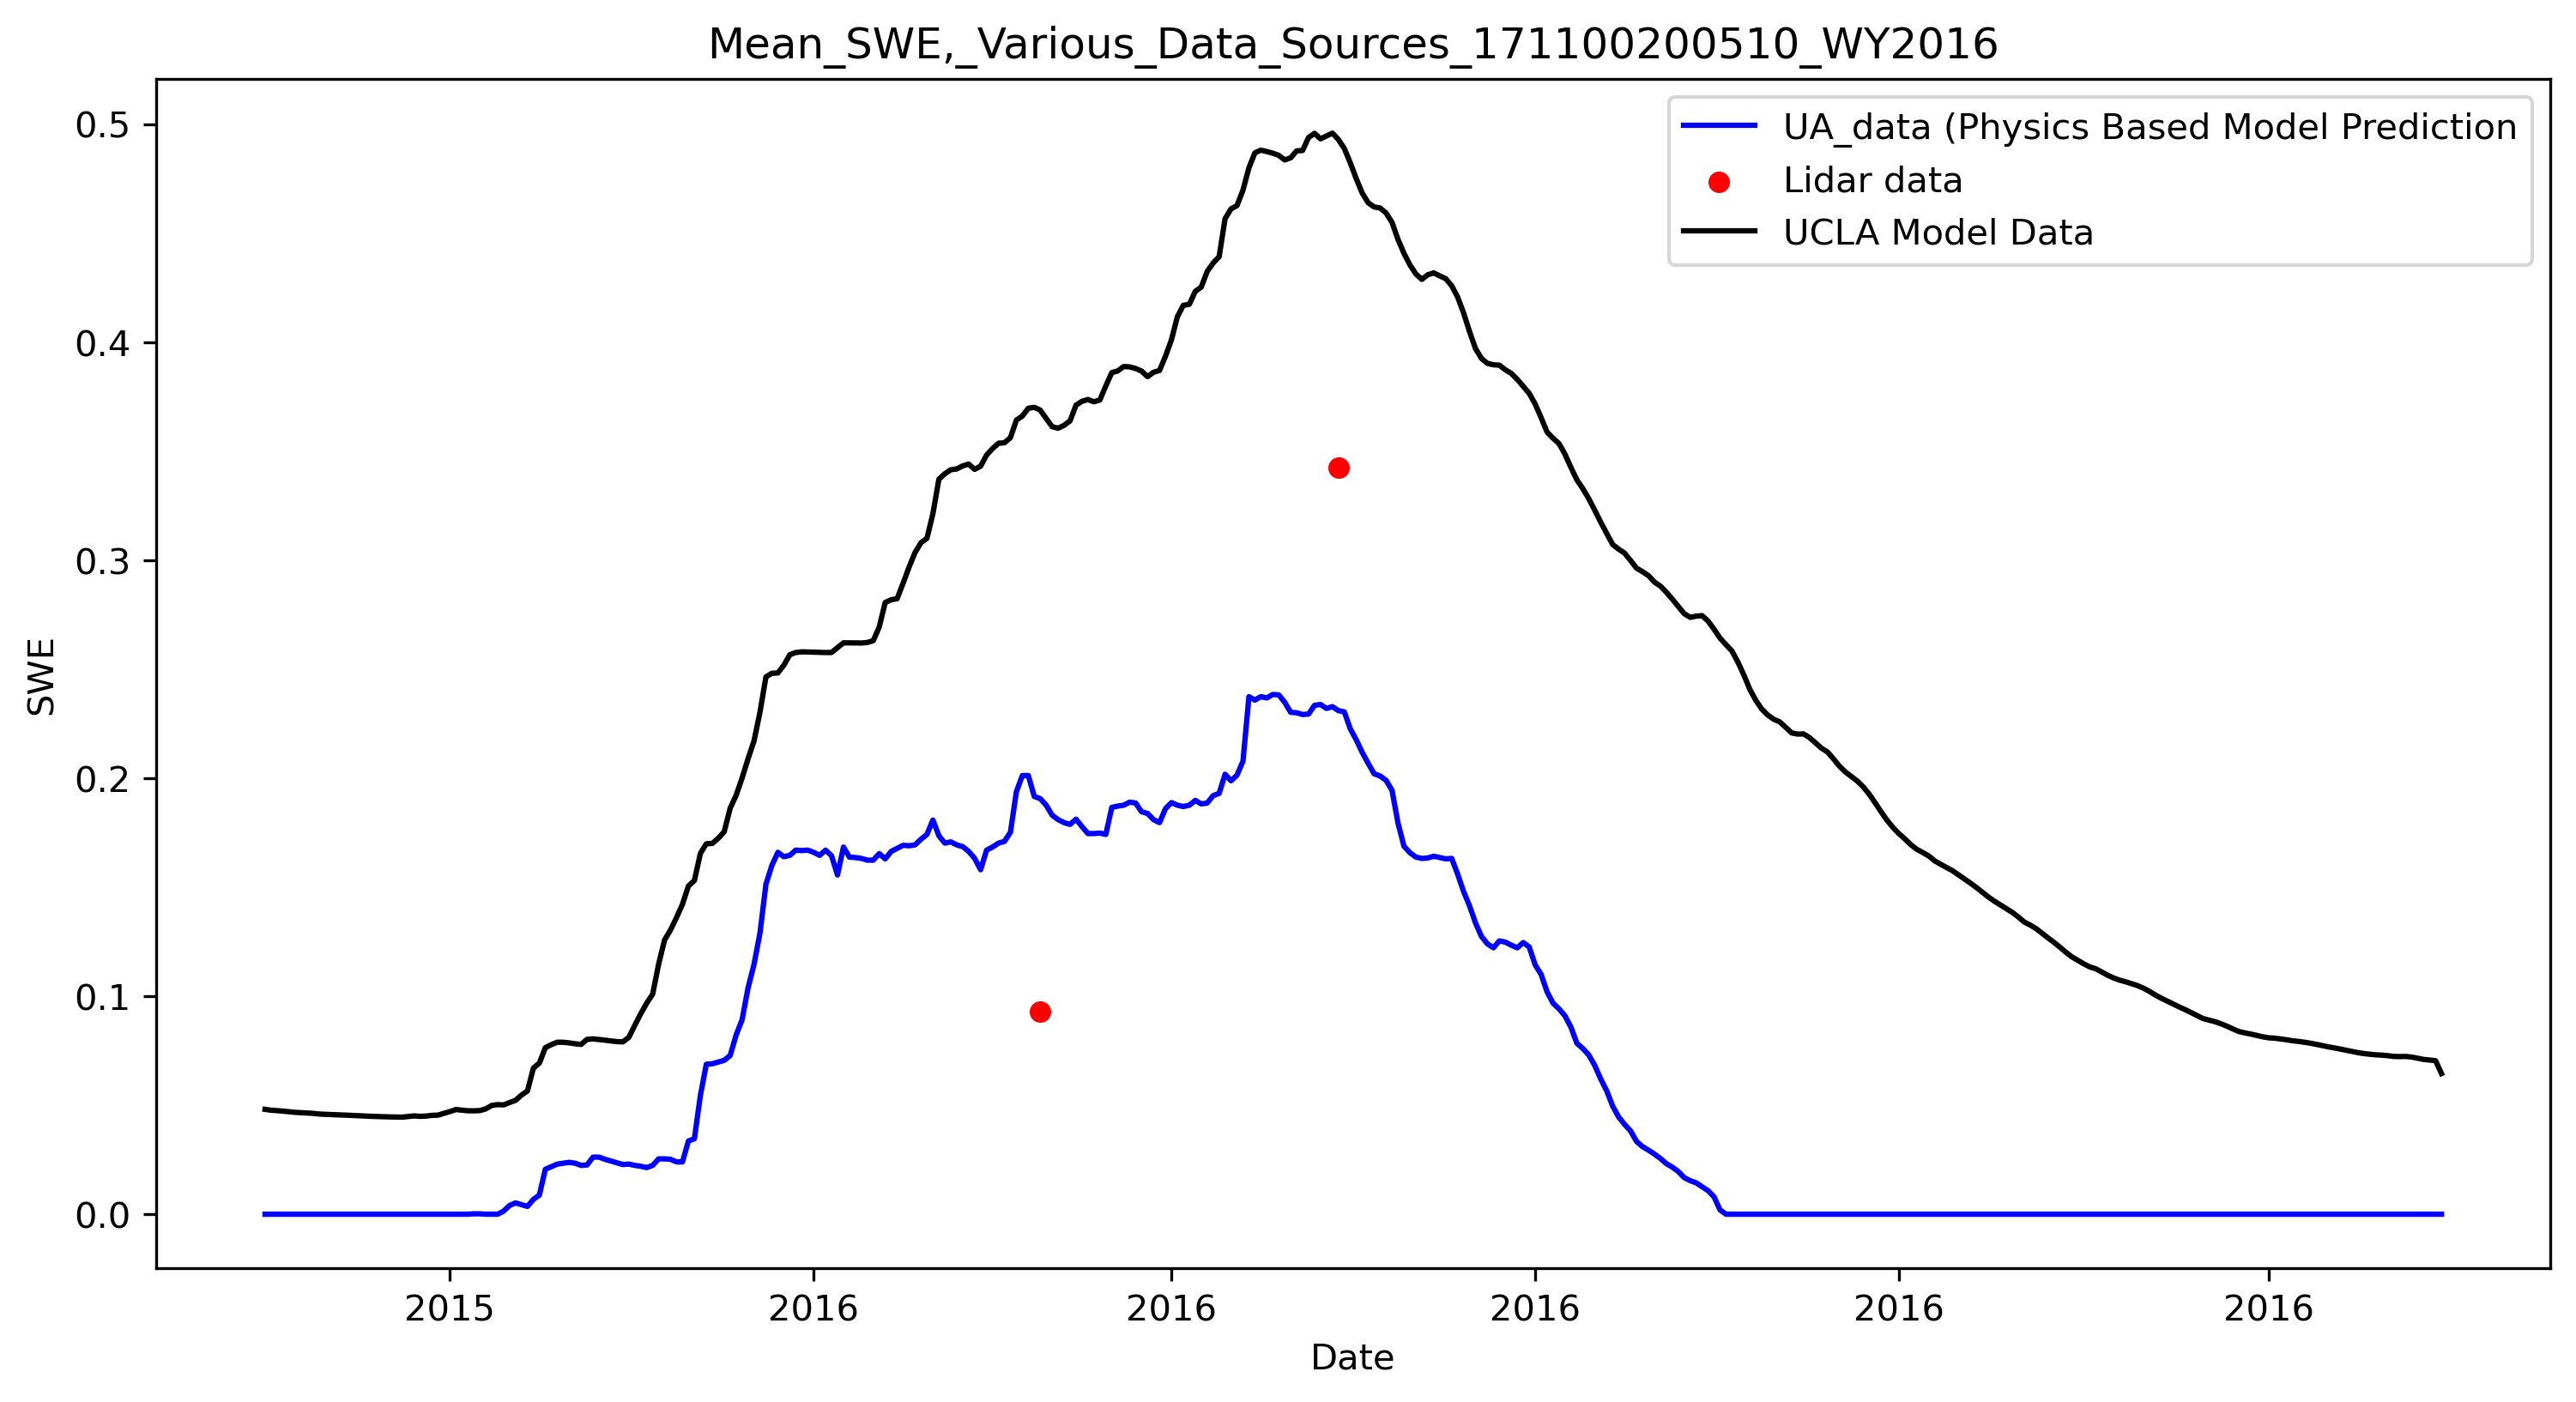 Mean_SWE,_Various_Data_Sources_171100200510_WY2016
UA_data (Physics Based Model Prediction
Lidar data
UCLA Model Data
0.5
0.4
0.3
0.2
0.1
0.0
SWE
2015 2016 2016 2016 2016 2016
Date